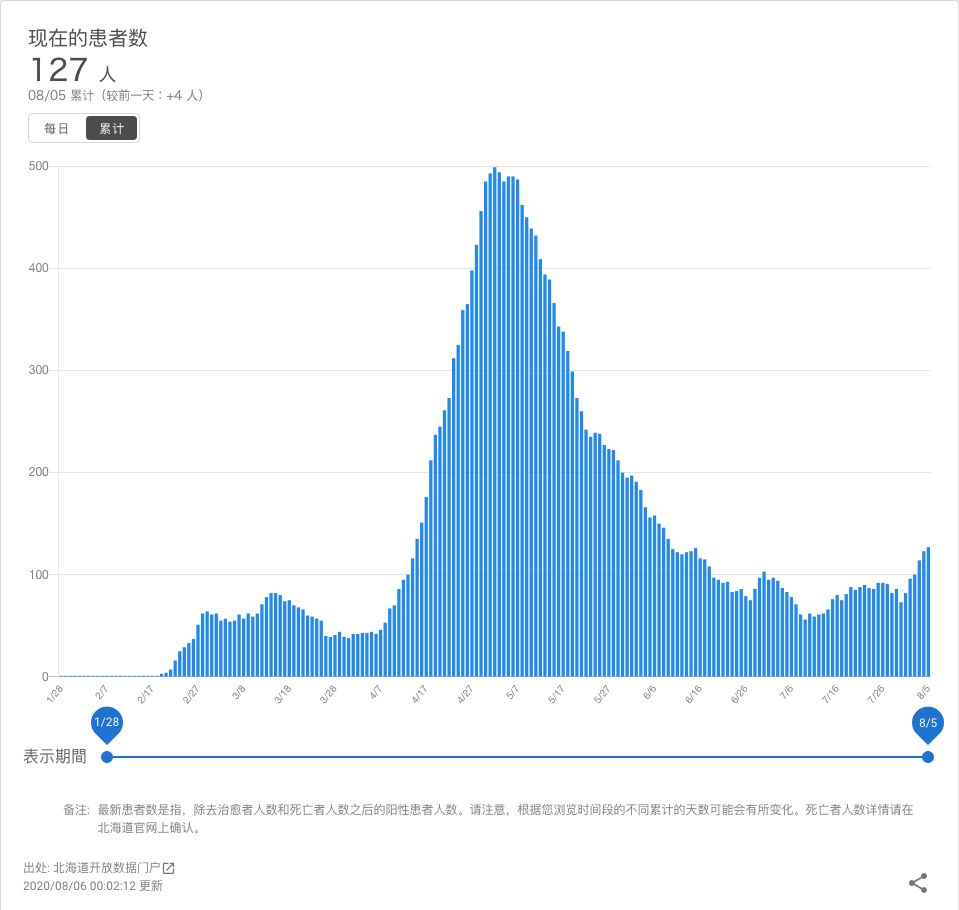 现在的患者数
127 人
08/05 累计（较前一天：+4 人）
每日 累计
500
400
300
200
100
0
1/28 2/7 2/17 2/27 3/8 3/18 3/28 4/7 4/17 4/27 5/7 5/17 5/27 6/6 6/16 6/26 7/6 7/16 7/26 8/5
1/28 8/5
表示期間
备注: 最新患者数是指，除去治愈者人数和死亡者人数之后的阳性患者人数。请注意，根据您浏览时间段的不同累计的天数可能会有所变化。死亡者人数详情请在
北海道官网上确认。
出处: 北海道开放数据门户
2020/08/06 00:02:12 更新